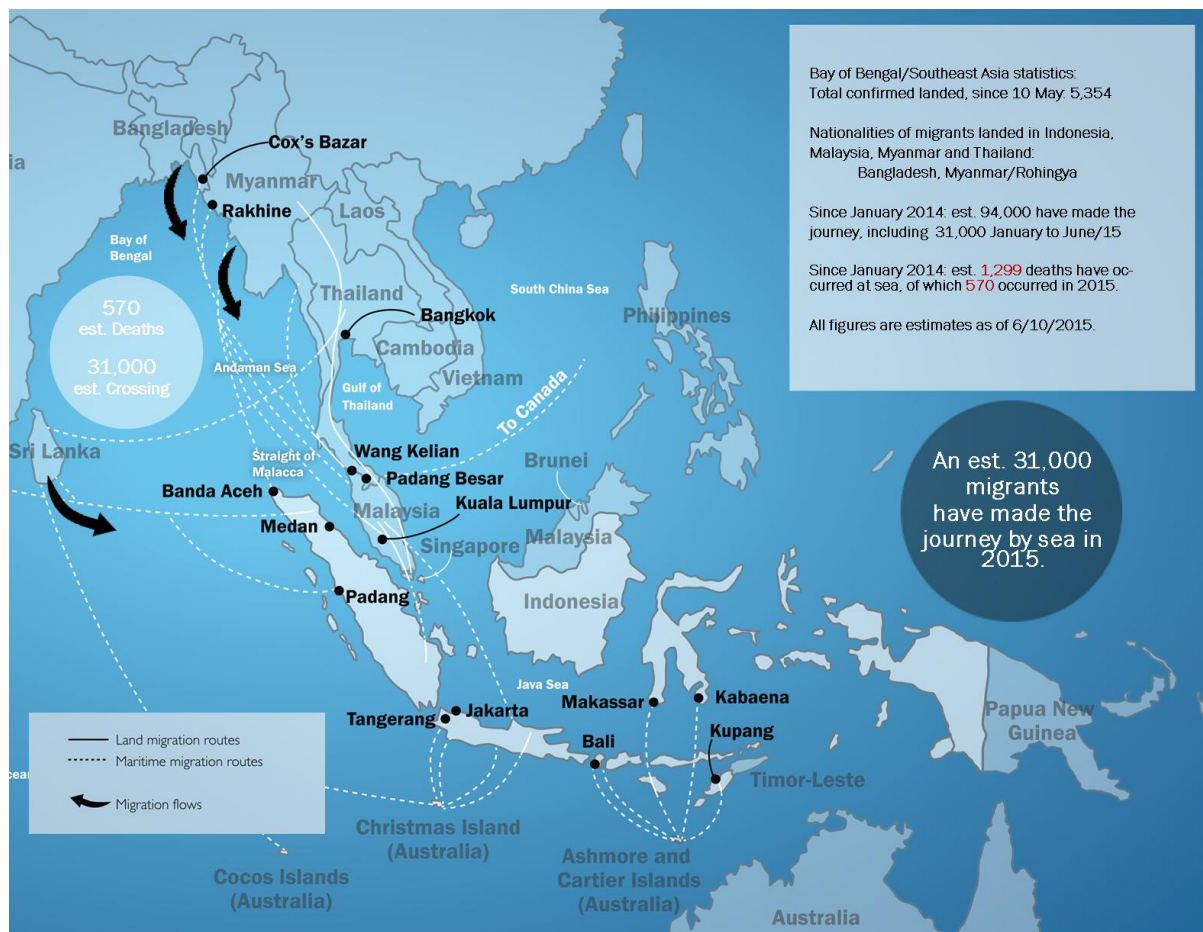 Bay of Bengal/Southeast Asia statistics:
Total confirmed landed, since 10 May: 5,354
Nationalities of migrants landed in Indonesia,
Malaysia, Myanmar and Thailand:
Bangladesh, Myanmar/Rohingya
Since January 2014: est. 94,000 have made the
journey, including 31,000 January to June/15
Since January 2014: est. 1,299 deaths have oc-
curred at sea, of which 570 occurred in 2015.
All figures are estimates as of 6/10/2015.
Bangladesh
Cox's Bazar
ia
Myanmar
Rakhine
Laos
Bay of
Bengal
Thailand
South China Sea
570
est. Deaths
31,000
est. Crossing
Bangkok
Philippines
Cambodia
Andaman Sea
Vietnam
Gulf of
Thailand
To Canada
Sri Lanka
Wang Kelian
Straight of
Malacca
Padang Besar
Brunei
Banda Aceh
Kuala Lumpur
Malaysia
Medan
Singapore
Malaysia
An est. 31,000
migrants
have made the
journey by sea in
2015.
Padang
Indonesia
Java Sea
Makassar
Kabaena
Tangerang
Jakarta
Papua New
Guinea
Bali
Kupang
Timor-Leste
Land migration routes
Maritime migration routes
Migration flows
ocean
Christmas Island
(Australia)
Ashmore and
Cartier Islands
(Australia)
Cocos Islands
(Australia)
Australia